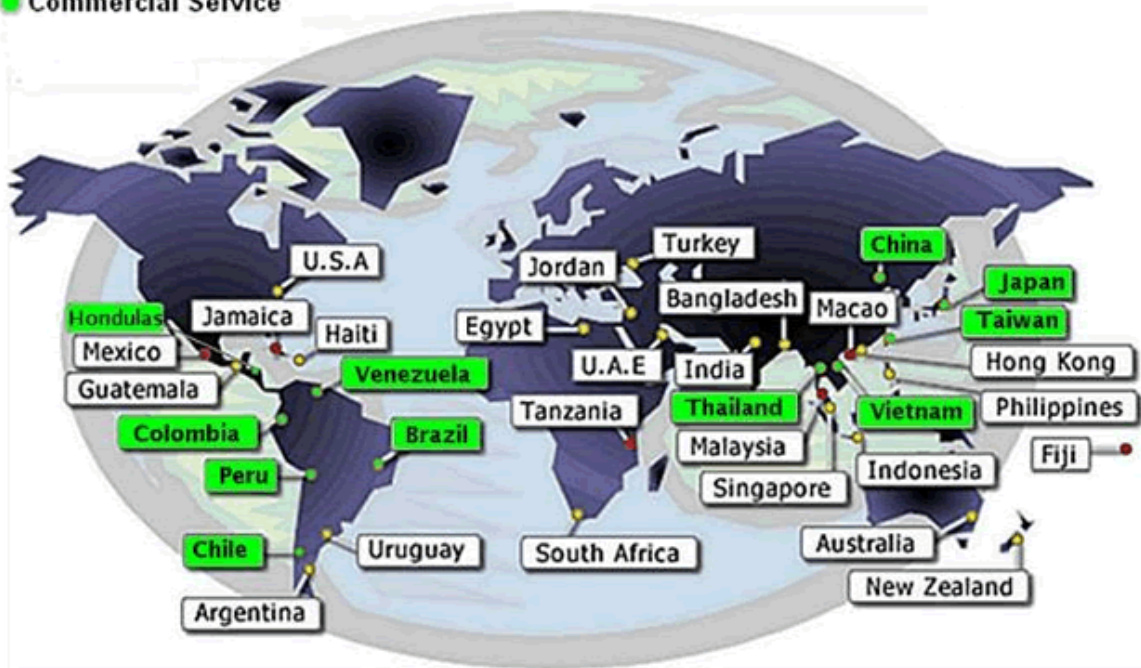 Commercial Service
U.S.A
Turkey
China
Jordan
Japan
Bangladesh
Macao
Hondulas
Jamaica
Taiwan
Egypt
Haiti
Mexico
Hong Kong
U.A.E
India
Guatemala
Venezuela
Tanzania
Thailand
Vietnam
Philippines
Colombia
Brazil
Malaysia
Fiji
Peru
Singapore
Indonesia
Chile
Uruguay
South Africa
Australia
New Zealand
Argentina